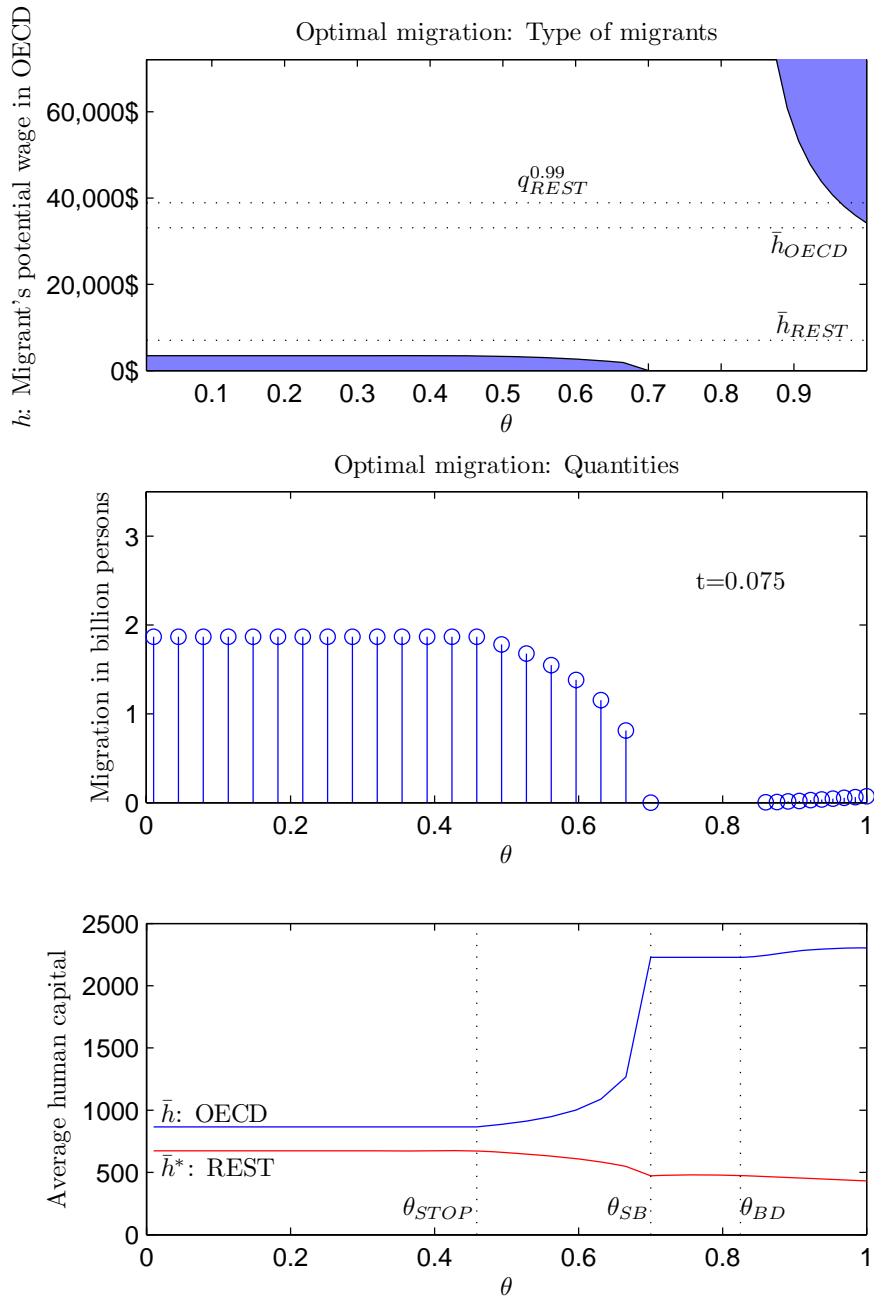 Optimal migration: Type of migrants
h: Migrant's potential wage in OECD
60,000$
40,000$
20,000$
0$
q_{REST}^{0.99}
h̄_{OECD}
h̄_{REST}
0.1 0.2 0.3 0.4 0.5 0.6 0.7 0.8 0.9
θ
Optimal migration: Quantities
Migration in billion persons
3
2
1
0
t=0.075
0 0.2 0.4 0.6 0.8 1
θ
Average human capital
2500
2000
1500
1000
500
0
h̄: OECD
h̄*: REST
θ_{STOP} θ_{SB} θ_{BD}
0 0.2 0.4 0.6 0.8 1
θ